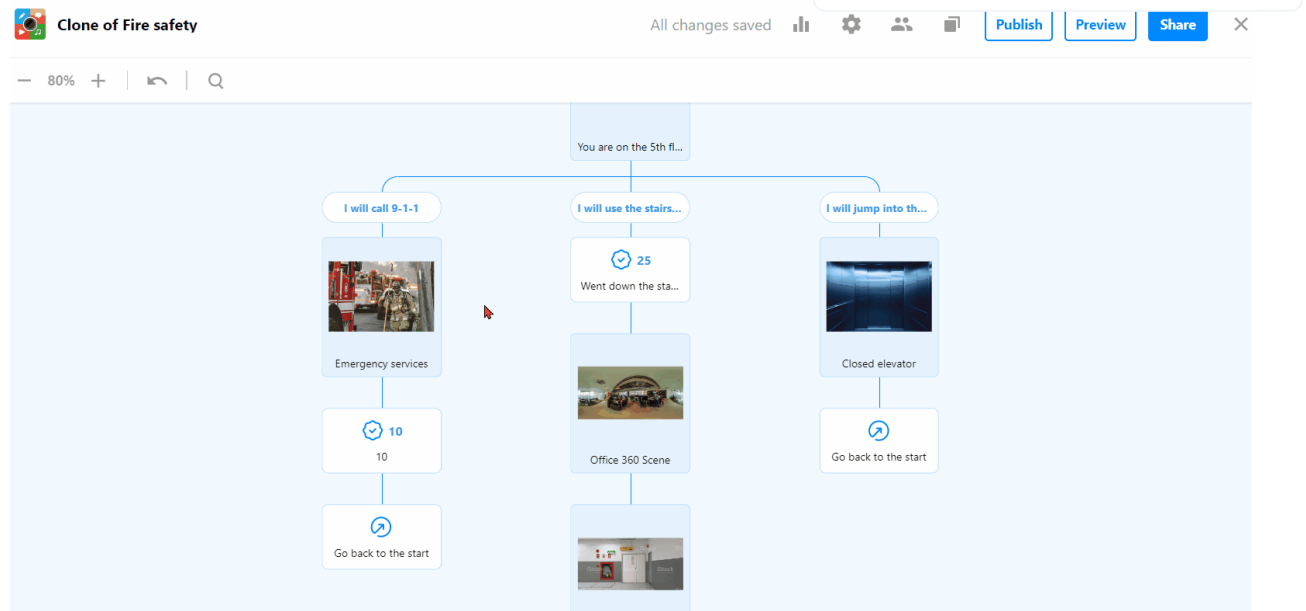 Clone of Fire safety
All changes saved
Publish
Preview
Share
80%
You are on the 5th fl...
I will call 9-1-1
I will use the stairs...
I will jump into th...
25
Went down the sta...
Emergency services
Closed elevator
10
10
Office 360 Scene
Go back to the start
Go back to the start